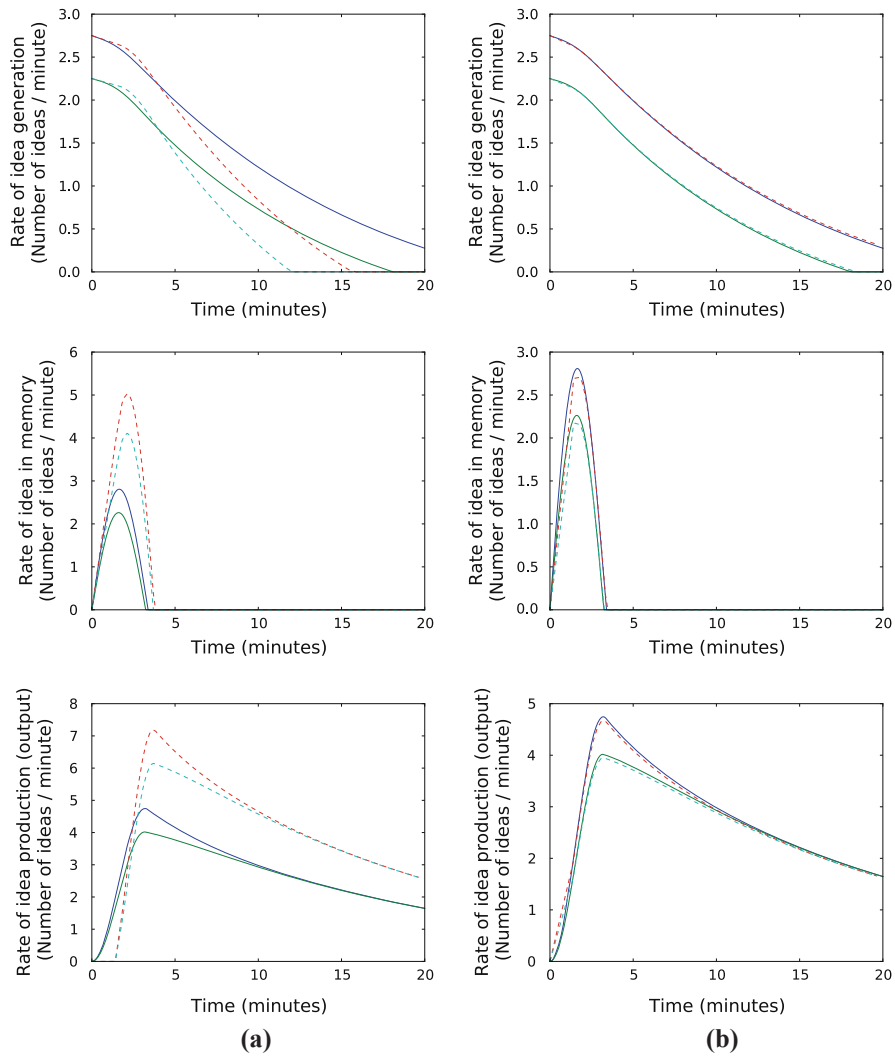 Rate of idea generation
(Number of ideas / minute)
3.0
2.5
2.0
1.5
1.0
0.5
0.0
0 5 10 15 20
Time (minutes)
Rate of idea generation
(Number of ideas / minute)
3.0
2.5
2.0
1.5
1.0
0.5
0.0
0 5 10 15 20
Time (minutes)
Rate of idea in memory
(Number of ideas / minute)
6
5
4
3
2
1
0
0 5 10 15 20
Time (minutes)
Rate of idea in memory
(Number of ideas / minute)
3.0
2.5
2.0
1.5
1.0
0.5
0.0
0 5 10 15 20
Time (minutes)
Rate of idea production (output)
(Number of ideas / minute)
8
7
6
5
4
3
2
1
0
0 5 10 15 20
Time (minutes)
Rate of idea production (output)
(Number of ideas / minute)
5
4
3
2
1
0
0 5 10 15 20
Time (minutes)
(a)
(b)